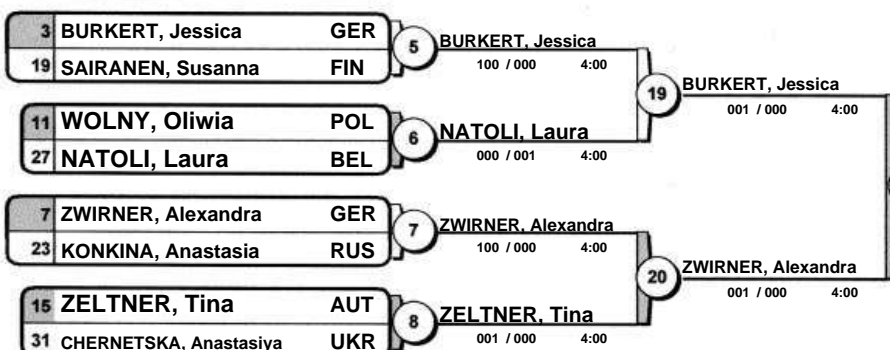 3 BURKERT, Jessica GER
19 SAIRANEN, Susanna FIN
5
BURKERT, Jessica
100 / 000 4:00
11 WOLNY, Oliwia POL
27 NATOLI, Laura BEL
6
NATOLI, Laura
000 / 001 4:00
19
BURKERT, Jessica
001 / 000 4:00
7 ZWIRNER, Alexandra GER
23 KONKINA, Anastasia RUS
7
ZWIRNER, Alexandra
100 / 000 4:00
15 ZELTNER, Tina AUT
31 CHERNETSKA, Anastasiya UKR
8
ZELTNER, Tina
001 / 000 4:00
20
ZWIRNER, Alexandra
001 / 000 4:00